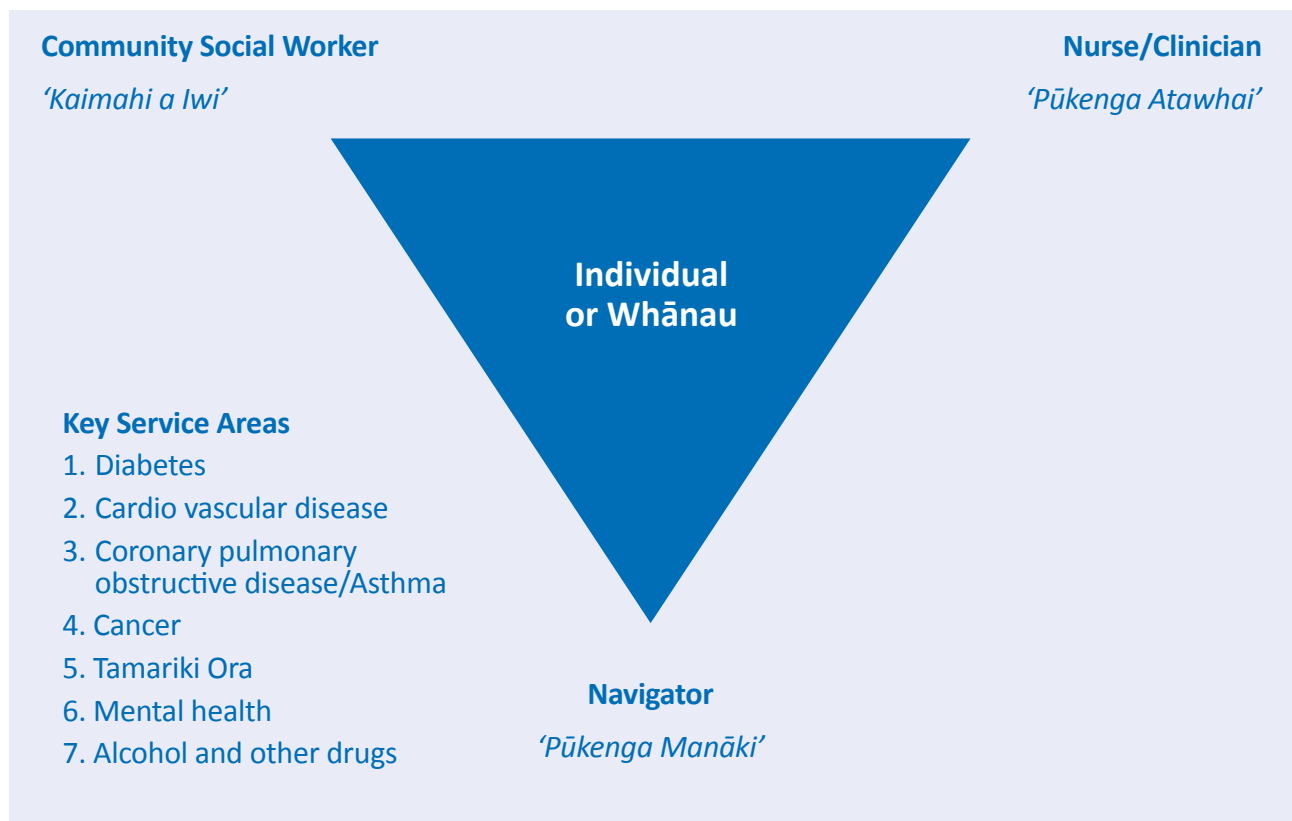 Community Social Worker
‘Kaimahi a Iwi’
Nurse/Clinician
‘Pūkenga Atawhai’
Individual
or Whānau
Key Service Areas
1. Diabetes
2. Cardio vascular disease
3. Coronary pulmonary
obstructive disease/Asthma
4. Cancer
5. Tamariki Ora
6. Mental health
7. Alcohol and other drugs
Navigator
‘Pūkenga Manāki’